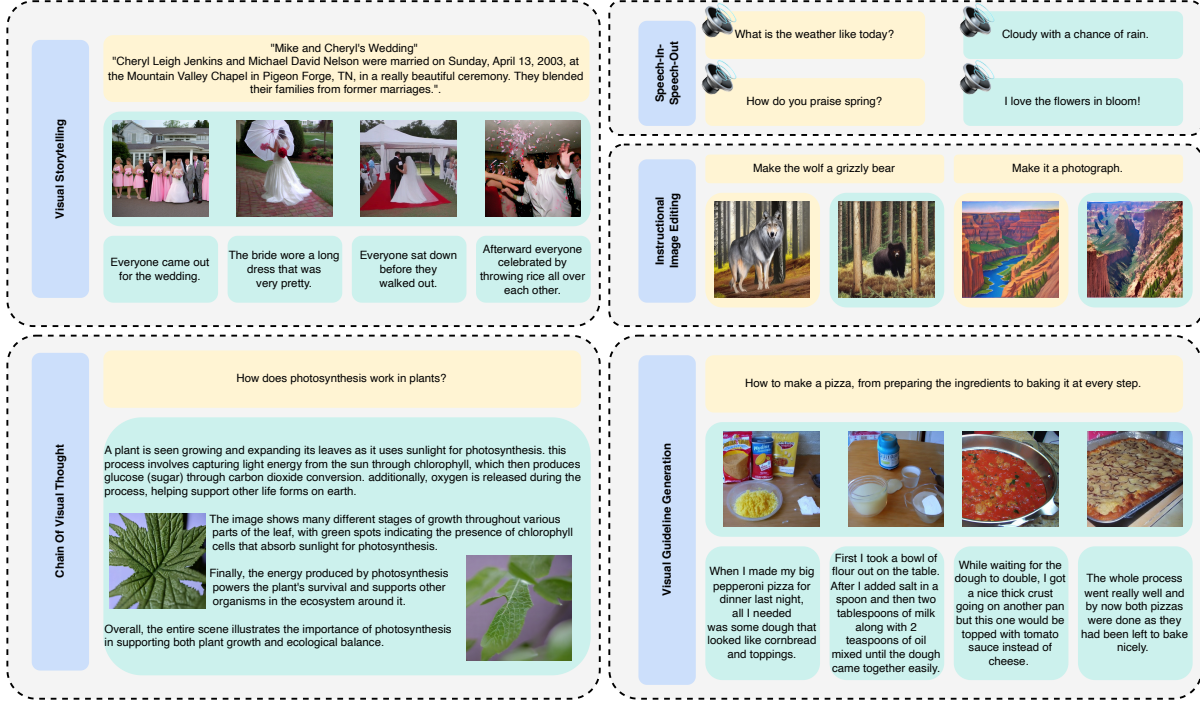 Visual Storytelling
"Mike and Cheryl's Wedding"
"Cheryl Leigh Jenkins and Michael David Nelson were married on Sunday, April 13, 2003, at
the Mountain Valley Chapel in Pigeon Forge, TN, in a really beautiful ceremony. They blended
their families from former marriages.".
Everyone came out
for the wedding.
The bride wore a long
dress that was
very pretty.
Everyone sat down
before they
walked out.
Afterward everyone
celebrated by
throwing rice all over
each other.
Speech-In-
Speech-Out
What is the weather like today?
Cloudy with a chance of rain.
How do you praise spring?
I love the flowers in bloom!
Instructional
Image Editing
Make the wolf a grizzly bear
Make it a photograph.
Chain Of Visual Thought
How does photosynthesis work in plants?
A plant is seen growing and expanding its leaves as it uses sunlight for photosynthesis. this
process involves capturing light energy from the sun through chlorophyll, which then produces
glucose (sugar) through carbon dioxide conversion. additionally, oxygen is released during the
process, helping support other life forms on earth.
The image shows many different stages of growth throughout various
parts of the leaf, with green spots indicating the presence of chlorophyll
cells that absorb sunlight for photosynthesis.
Finally, the energy produced by photosynthesis
powers the plant's survival and supports other
organisms in the ecosystem around it.
Overall, the entire scene illustrates the importance of photosynthesis
in supporting both plant growth and ecological balance.
Visual Guideline Generation
How to make a pizza, from preparing the ingredients to baking it at every step.
When I made my big
pepperoni pizza for
dinner last night,
all I needed
was some dough that
looked like cornbread
and toppings.
First I took a bowl of
flour out on the table.
After I added salt in a
spoon and then two
tablespoons of milk
along with 2
teaspoons of oil
mixed until the dough
came together easily.
While waiting for the
dough to double, I got
a nice thick crust
going on another pan
but this one would be
topped with tomato
sauce instead of
cheese.
The whole process
went really well and
by now both pizzas
were done as they
had been left to bake
nicely.